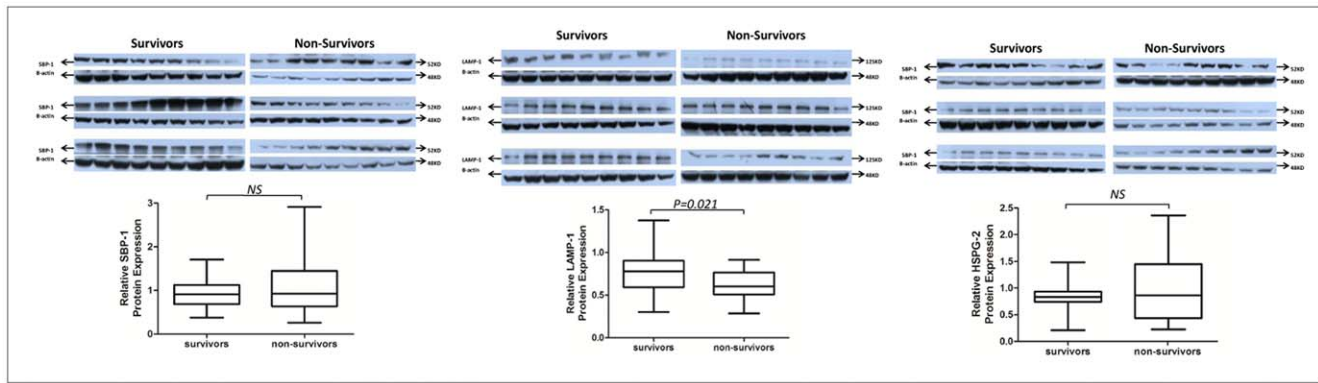 Survivors Non-Survivors
SBP-1 52KD
B-actin 48KD
SBP-1 52KD
B-actin 48KD
SBP-1 52KD
B-actin 48KD
NS
Relative SBP-1
Protein Expression
3
2
1
0
survivors non-survivors
Survivors Non-Survivors
LAMP-1 125KD
B-actin 48KD
LAMP-1 125KD
B-actin 48KD
LAMP-1 125KD
B-actin 48KD
P=0.021
Relative LAMP-1
Protein Expression
1.5
1.0
0.5
0.0
survivors non-survivors
Survivors Non-Survivors
SBP-1 52KD
B-actin 48KD
SBP-1 52KD
B-actin 48KD
SBP-1 52KD
B-actin 48KD
NS
Relative HSPG-2
Protein Expression
2.5
2.0
1.5
1.0
0.5
0.0
survivors non-survivors